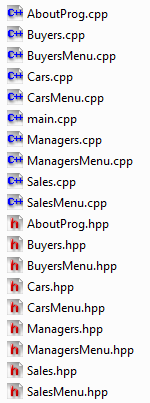 AboutProg.cpp
Buyers.cpp
BuyersMenu.cpp
Cars.cpp
CarsMenu.cpp
main.cpp
Managers.cpp
ManagersMenu.cpp
Sales.cpp
SalesMenu.cpp
AboutProg.hpp
Buyers.hpp
BuyersMenu.hpp
Cars.hpp
CarsMenu.hpp
Managers.hpp
ManagersMenu.hpp
Sales.hpp
SalesMenu.hpp